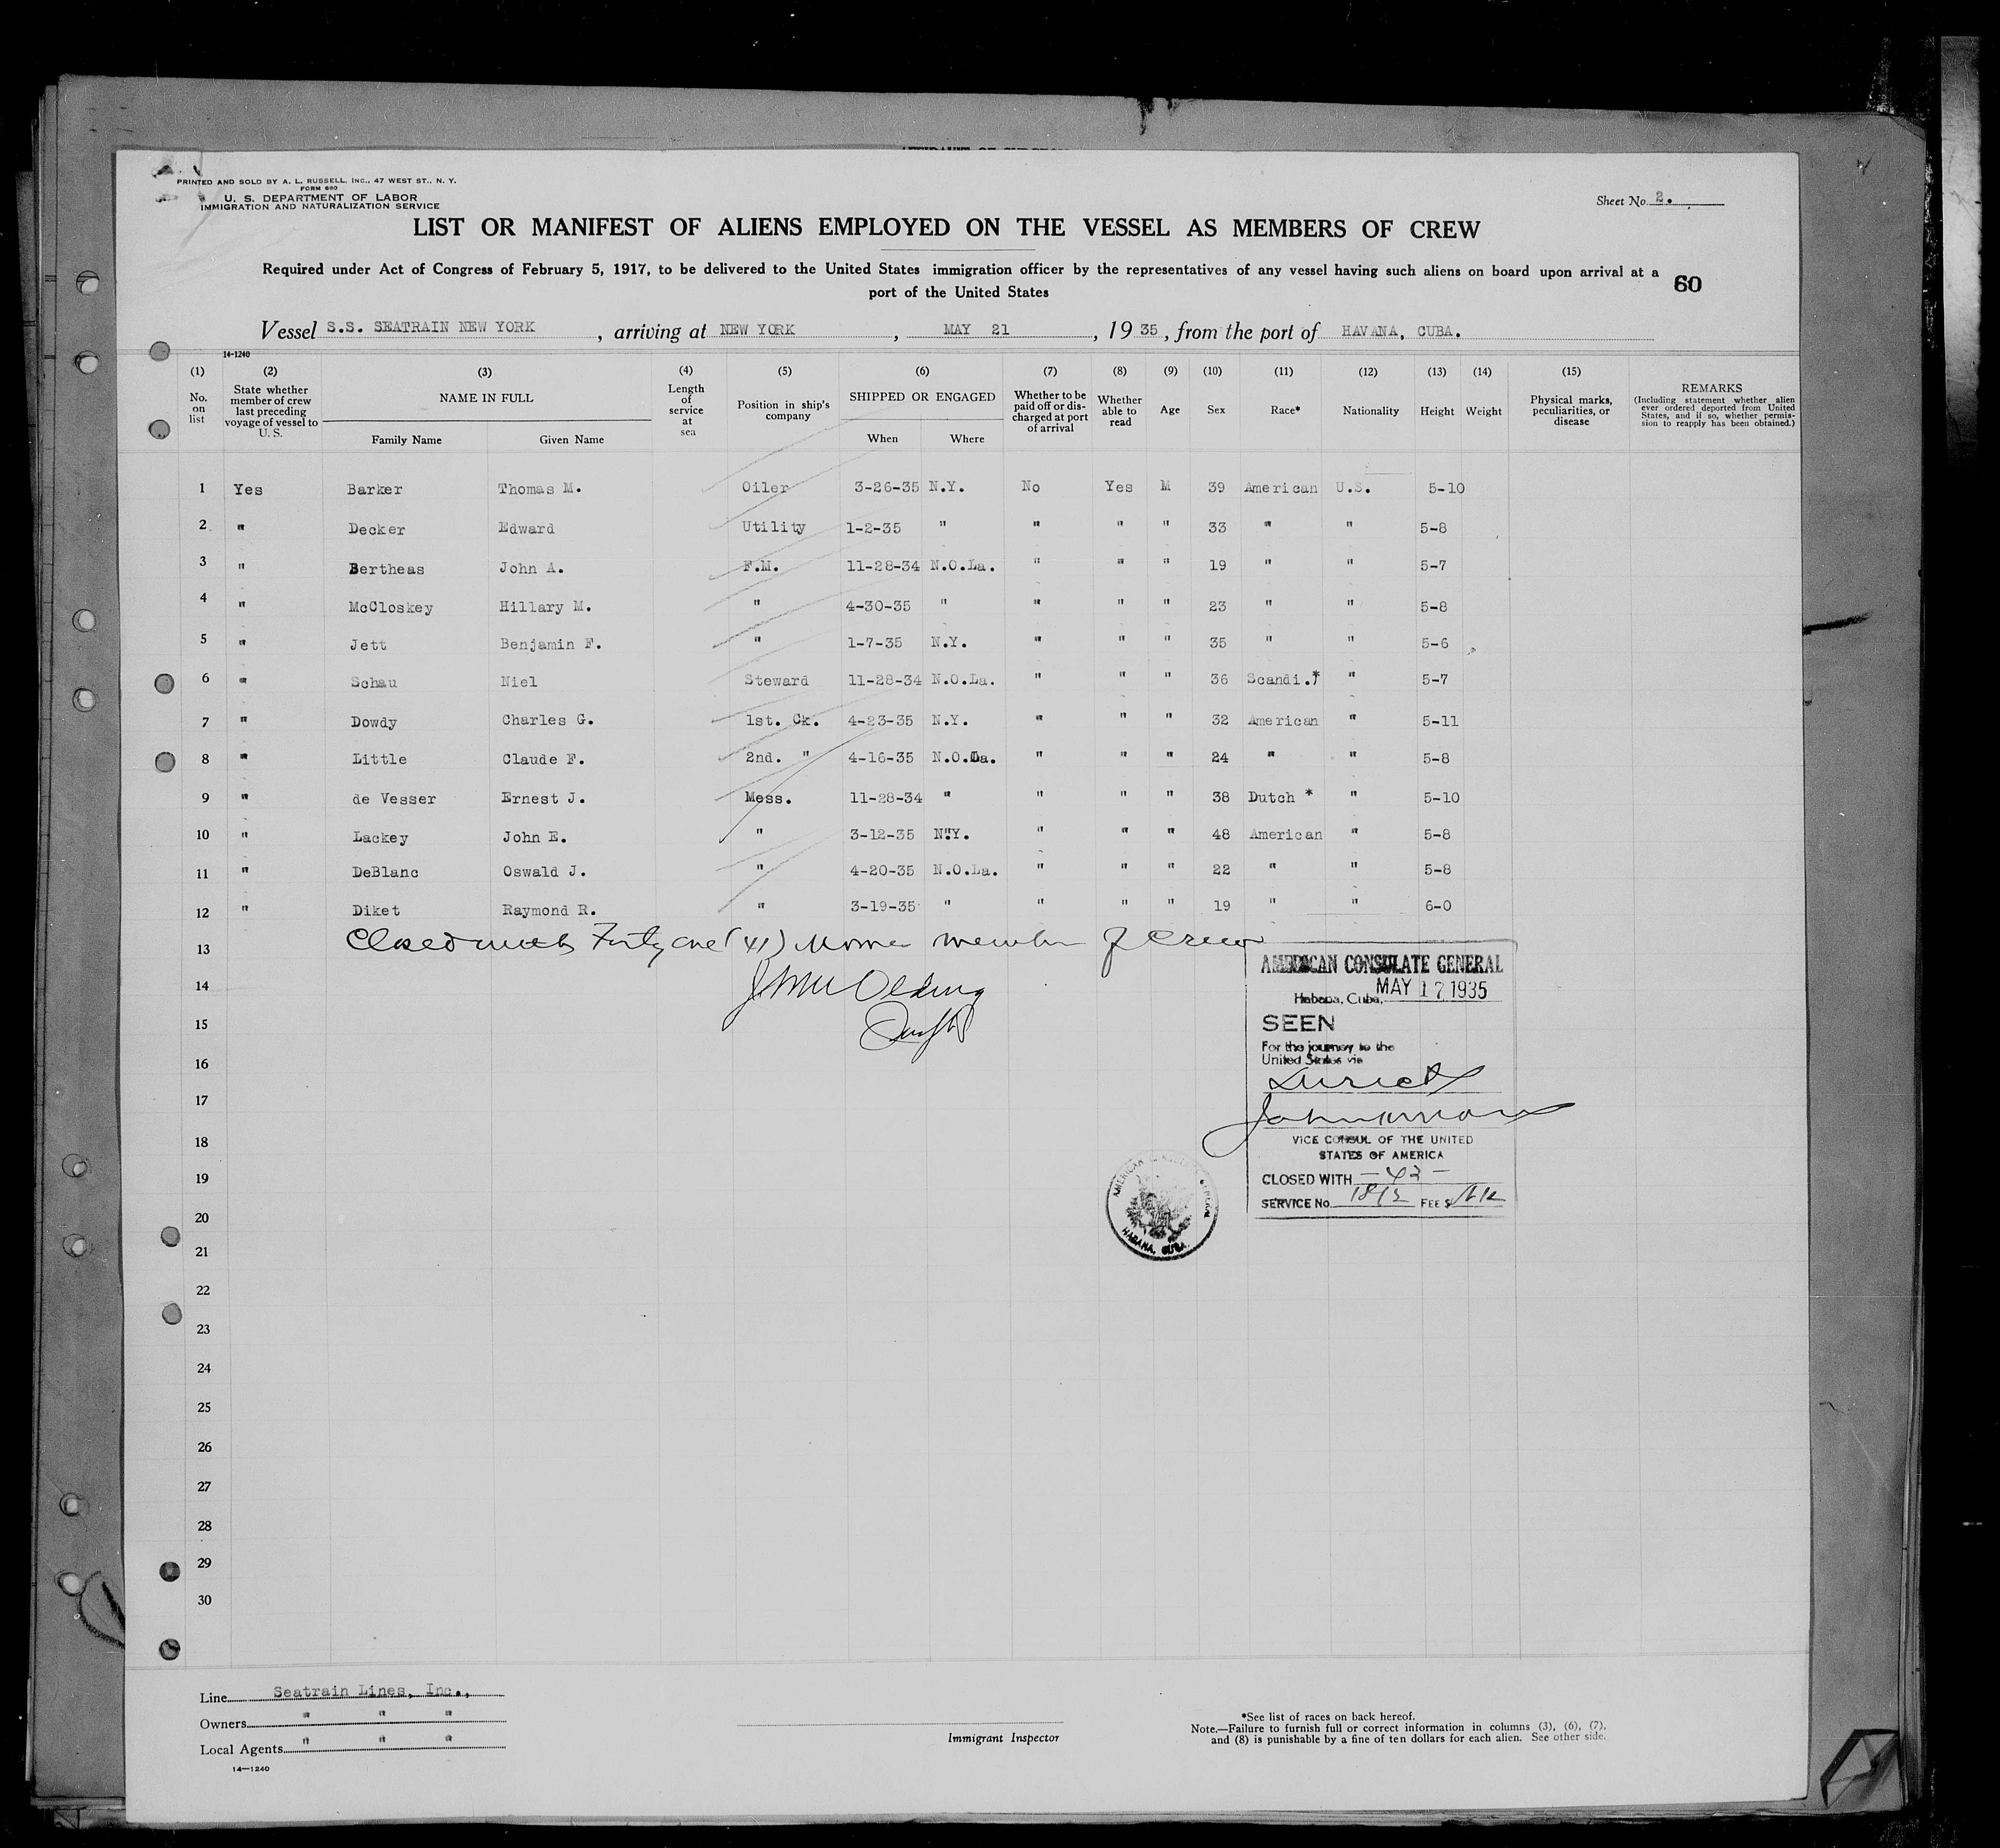 PRINTED AND SOLD BY A. L. RUSSELL, INC., 47 WEST ST., N. Y.
FORM 680
U. S. DEPARTMENT OF LABOR
IMMIGRATION AND NATURALIZATION SERVICE
Sheet No. 2.
LIST OR MANIFEST OF ALIENS EMPLOYED ON THE VESSEL AS MEMBERS OF CREW
Required under Act of Congress of February 5, 1917, to be delivered to the United States immigration officer by the representatives of any vessel having such aliens on board upon arrival at a
port of the United States
60
Vessel S.S. SEATRAIN NEW YORK , arriving at NEW YORK , MAY 21 , 19 35 , from the port of HAVANA, CUBA.
14-1240
(1) (2) (3) (4) (5) (6) (7) (8) (9) (10) (11) (12) (13) (14) (15)
No. on list
State whether member of crew last preceding voyage of vessel to U. S.
NAME IN FULL
Family Name Given Name
Length of service at sea
Position in ship's company
SHIPPED OR ENGAGED
When Where
Whether to be paid off or discharged at port of arrival
Whether able to read
Age Sex Race* Nationality Height Weight
Physical marks, peculiarities, or disease
REMARKS
(Including statement whether alien ever ordered deported from United States, and if so, whether permission to reapply has been obtained.)
1 Yes Barker Thomas M. Oiler 3-26-35 N.Y. No Yes M 39 American U.S. 5-10
2 " Decker Edward Utility 1-2-35 " " " " 33 " " 5-8
3 " Bertheas John A. F.M. 11-28-34 N.O.La. " " " 19 " " 5-7
4 " McCloskey Hillary M. " 4-30-35 " " " " 23 " " 5-8
5 " Jett Benjamin F. " 1-7-35 N.Y. " " " 35 " " 5-6
6 " Schau Niel Steward 11-28-34 N.O.La. " " " 36 Scandi.* " 5-7
7 " Dowdy Charles G. 1st. Ck. 4-23-35 N.Y. " " " 32 American " 5-11
8 " Little Claude F. 2nd. " 4-16-35 N.O.La. " " " 24 " " 5-8
9 " de Vesser Ernest J. Mess. 11-28-34 " " " " 38 Dutch * " 5-10
10 " Lackey John E. " 3-12-35 N.Y. " " " 48 American " 5-8
11 " DeBlanc Oswald J. " 4-20-35 N.O.La. " " " 22 " " 5-8
12 " Diket Raymond R. " 3-19-35 " " " " 19 " " 6-0
13 Closed with Forty one (41) member of crew
14
15
16
17
18
19
20
21
22
23
24
25
26
27
28
29
30
AMERICAN CONSULATE GENERAL
Habana, Cuba, MAY 17 1935
SEEN
For the journey to the
United States via
Direct
VICE CONSUL OF THE UNITED
STATES OF AMERICA
CLOSED WITH -42-
SERVICE No. FEE $
AMERICAN CONSULATE GENERAL
HABANA, CUBA.
Line Seatrain Lines, Inc.,
Owners " " "
Local Agents " " "
14-1240
Immigrant Inspector
*See list of races on back hereof.
Note.—Failure to furnish full or correct information in columns (3), (6), (7),
and (8) is punishable by a fine of ten dollars for each alien. See other side.